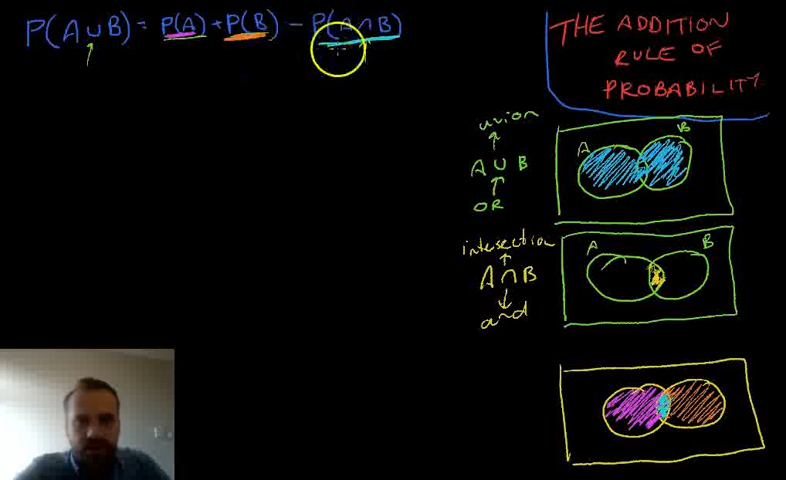 P(A∪B) = P(A) + P(B) - P(A∩B)
THE ADDITION
RULE OF
PROBABILITY
union
A ∪ B
OR
A B
intersection
A ∩ B
and
A B